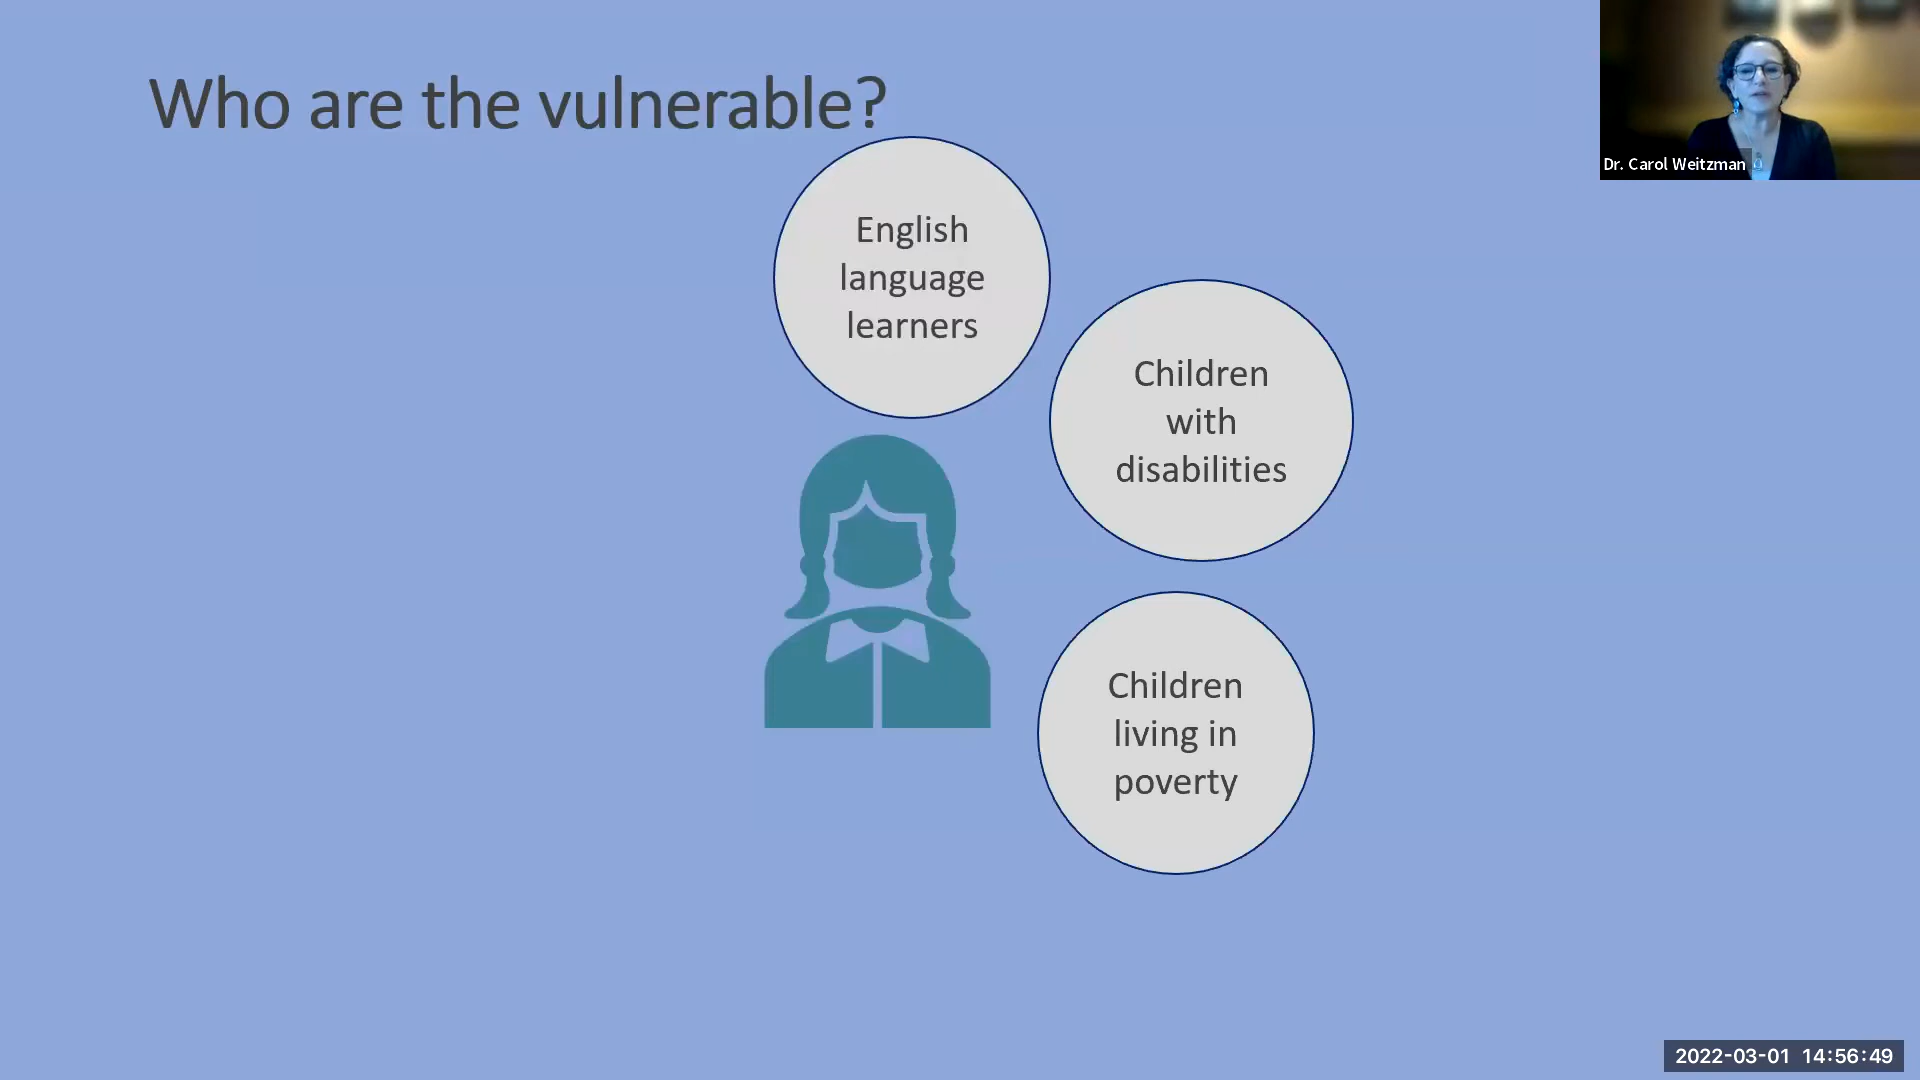 Who are the vulnerable?
Dr. Carol Weitzman
English
language
learners
Children
with
disabilities
Children
living in
poverty
2022-03-01 14:56:49